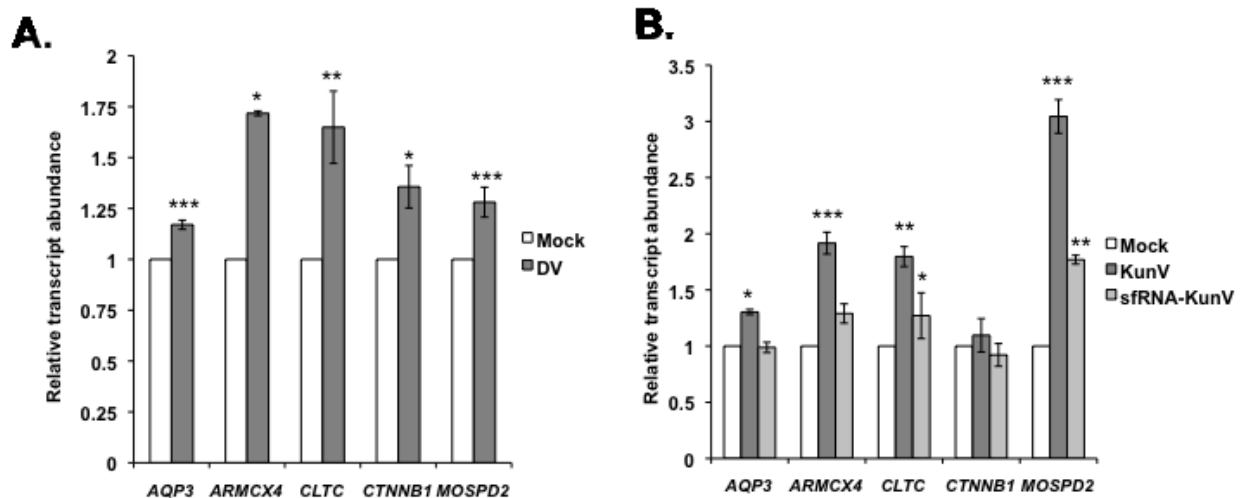 A.
2
1.75
1.5
1.25
1
0.75
0.5
0.25
0
Relative transcript abundance
***
*
**
*
***
Mock
DV
AQP3 ARMCX4 CLTC CTNNB1 MOSPD2
B.
3.5
3
2.5
2
1.5
1
0.5
0
Relative transcript abundance
*
***
**
*
***
**
Mock
KunV
sfRNA-KunV
AQP3 ARMCX4 CLTC CTNNB1 MOSPD2